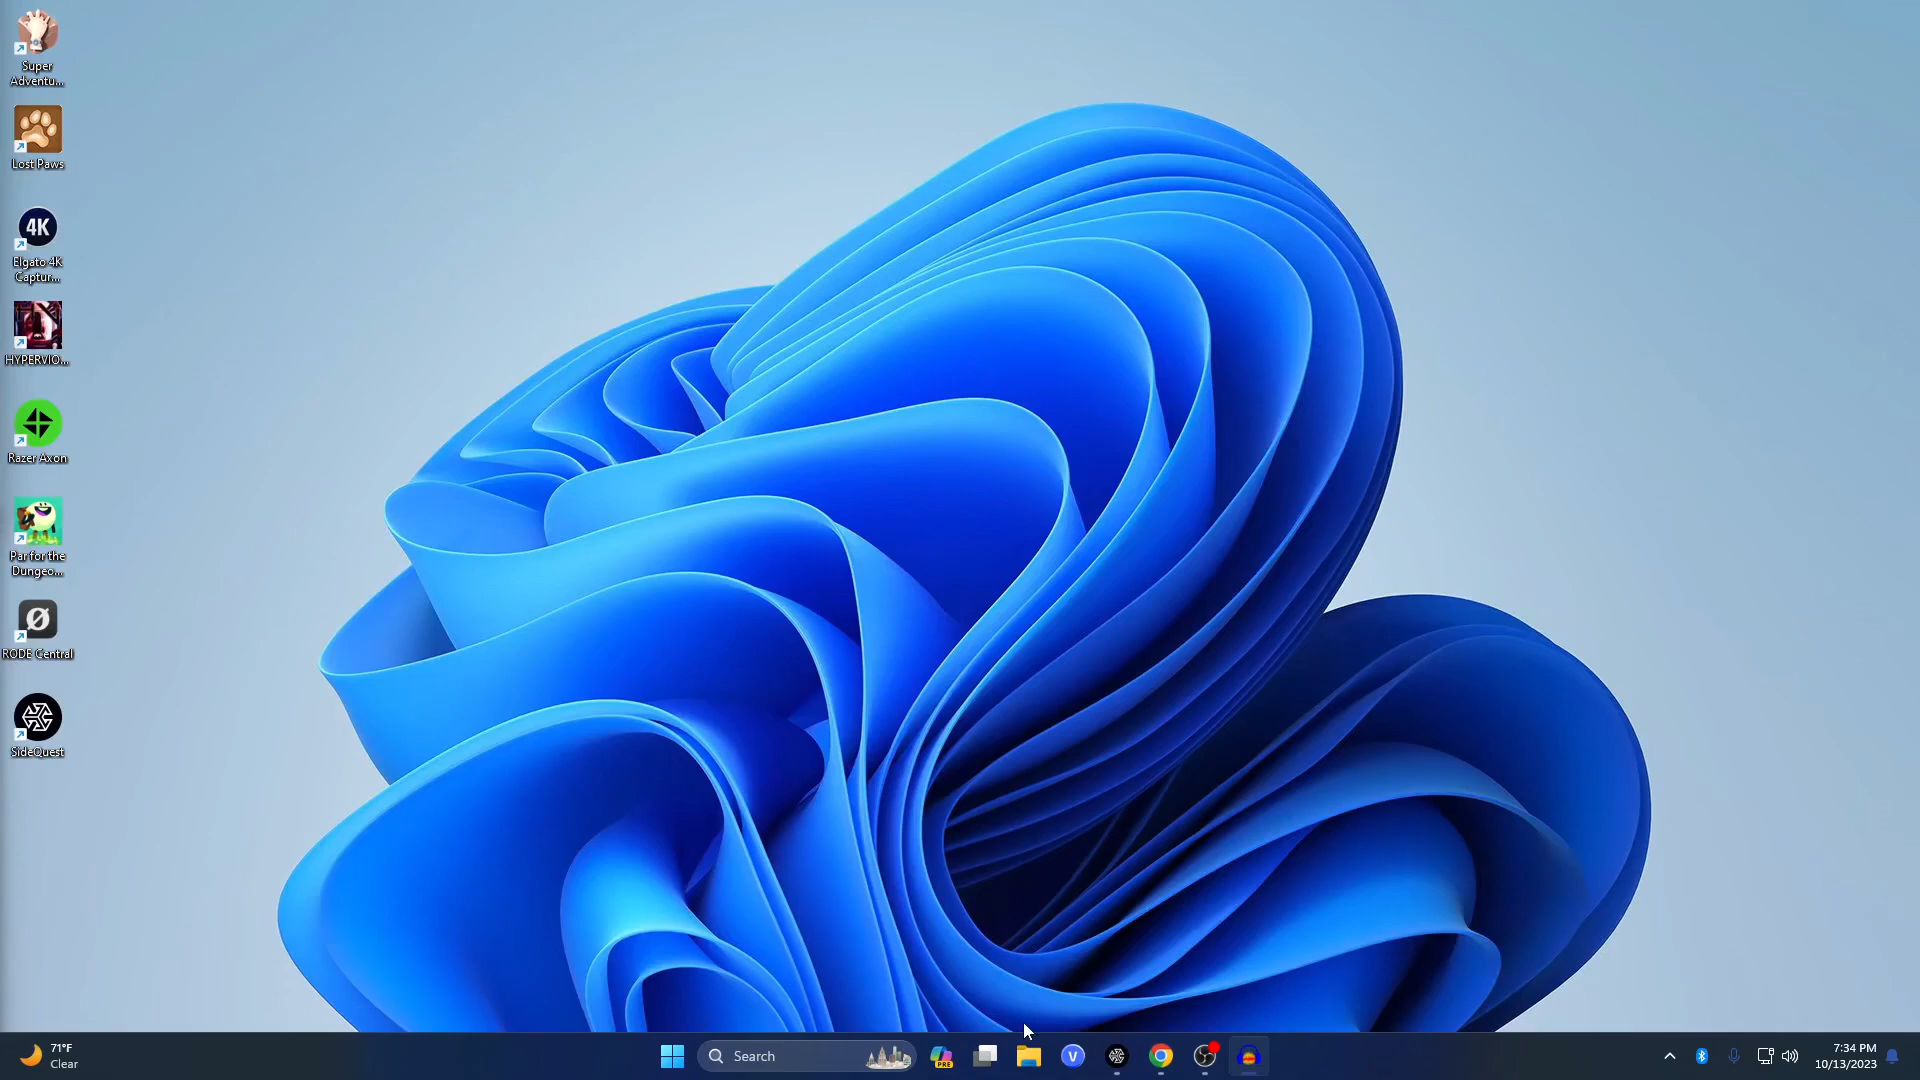 Super
Adventu...
Lost Paws
4K
Elgato 4K
Captur...
HYPERVIO...
Razer Axon
Par for the
Dungeo...
RODE Central
SideQuest
71°F
Clear
Search
PRE
V
7:34 PM
10/13/2023